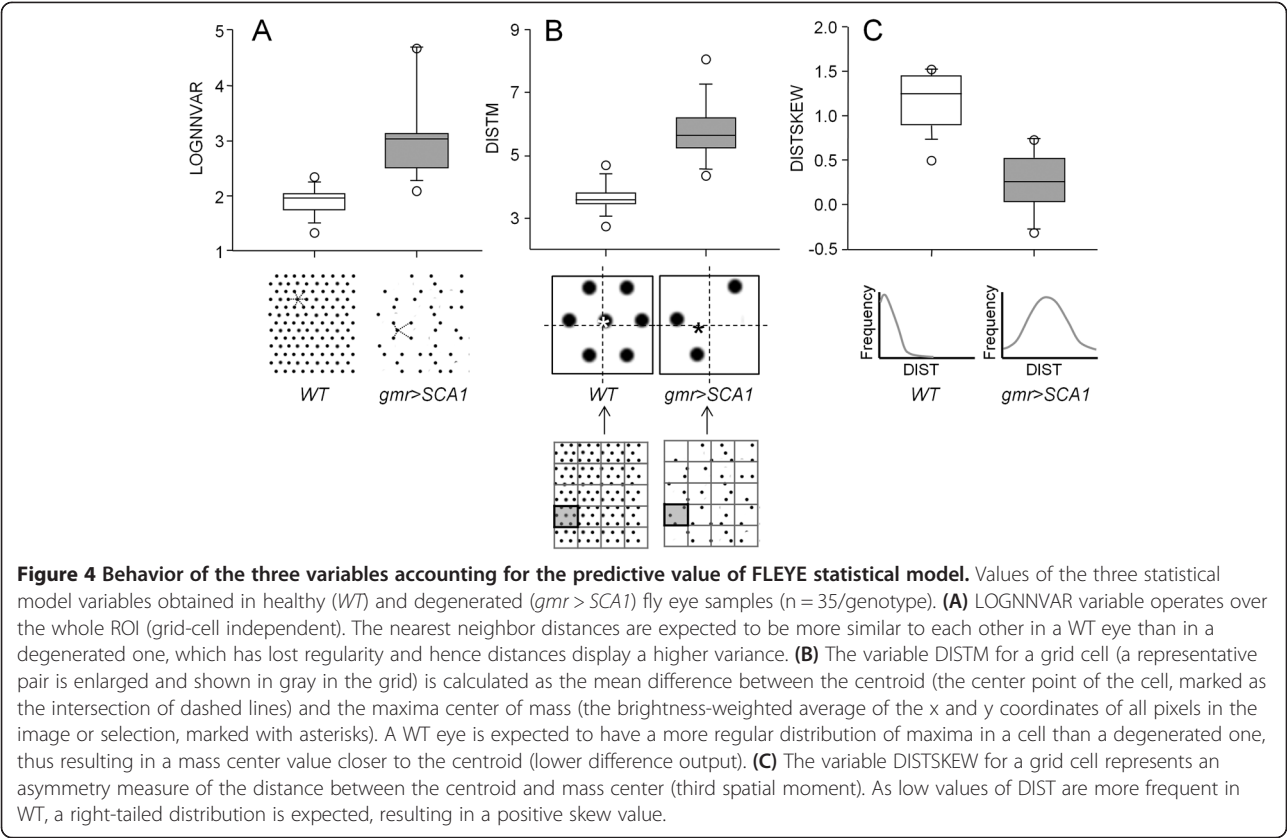 A
B
C
LOGNNVAR
5
4
3
2
1
DISTM
9
7
5
3
DISTSKEW
2.0
1.5
1.0
0.5
0.0
-0.5
WT
gmr>SCA1
WT
gmr>SCA1
Frequency
DIST
WT
Frequency
DIST
gmr>SCA1
Figure 4 Behavior of the three variables accounting for the predictive value of FLEYE statistical model. Values of the three statistical
model variables obtained in healthy (WT) and degenerated (gmr > SCA1) fly eye samples (n = 35/genotype). (A) LOGNNVAR variable operates over
the whole ROI (grid-cell independent). The nearest neighbor distances are expected to be more similar to each other in a WT eye than in a
degenerated one, which has lost regularity and hence distances display a higher variance. (B) The variable DISTM for a grid cell (a representative
pair is enlarged and shown in gray in the grid) is calculated as the mean difference between the centroid (the center point of the cell, marked as
the intersection of dashed lines) and the maxima center of mass (the brightness-weighted average of the x and y coordinates of all pixels in the
image or selection, marked with asterisks). A WT eye is expected to have a more regular distribution of maxima in a cell than a degenerated one,
thus resulting in a mass center value closer to the centroid (lower difference output). (C) The variable DISTSKEW for a grid cell represents an
asymmetry measure of the distance between the centroid and mass center (third spatial moment). As low values of DIST are more frequent in
WT, a right-tailed distribution is expected, resulting in a positive skew value.